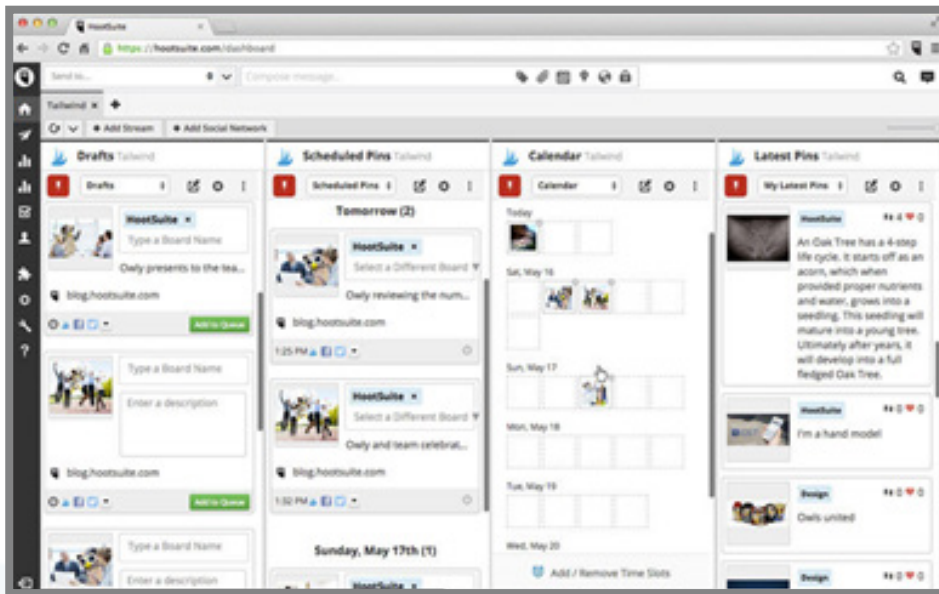 HootSuite
https://hootsuite.com/dashboard
Send to...
Compose message...
Tailwind
Add Stream
Add Social Network
Drafts Tailwind
Drafts
HootSuite
Type a Board Name
Owly presents to the tea...
blog.hootsuite.com
Add to Queue
Type a Board Name
Enter a description
blog.hootsuite.com
Add to Queue
Type a Board Name
Scheduled Pins Tailwind
Scheduled Pins
Tomorrow (2)
HootSuite
Select a Different Board
Owly reviewing the num...
blog.hootsuite.com
1:25 PM
HootSuite
Select a Different Board
Owly and team celebrat...
blog.hootsuite.com
1:32 PM
Sunday, May 17th (1)
HootSuite
Calendar Tailwind
Calendar
Today
Sat, May 16
Sun, May 17
Mon, May 18
Tue, May 19
Wed, May 20
Add / Remove Time Slots
Latest Pins Tailwind
My Latest Pins
HootSuite
4 0
An Oak Tree has a 4-step
life cycle. It starts off as an
acorn, which when
provided proper nutrients
and water, grows into a
seedling. This seedling will
mature into a young tree.
Ultimately after years, it
will develop into a full
fledged Oak Tree.
HootSuite
0 0
I'm a hand model
Design
0 0
Owls united
Design
0 0